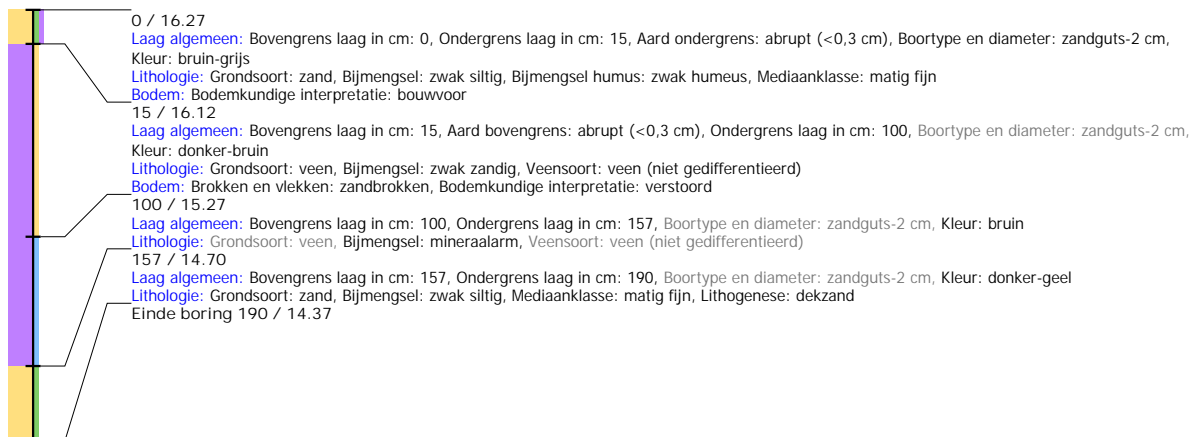 0 / 16.27
Laag algemeen: Bovengrens laag in cm: 0, Ondergrens laag in cm: 15, Aard ondergrens: abrupt (<0,3 cm), Boortype en diameter: zandguts-2 cm,
Kleur: bruin-grijs
Lithologie: Grondsoort: zand, Bijmengsel: zwak siltig, Bijmengsel humus: zwak humeus, Mediaanklasse: matig fijn
Bodem: Bodemkundige interpretatie: bouwvoor
15 / 16.12
Laag algemeen: Bovengrens laag in cm: 15, Aard bovengrens: abrupt (<0,3 cm), Ondergrens laag in cm: 100, Boortype en diameter: zandguts-2 cm,
Kleur: donker-bruin
Lithologie: Grondsoort: veen, Bijmengsel: zwak zandig, Veensoort: veen (niet gedifferentieerd)
Bodem: Brokken en vlekken: zandbrokken, Bodemkundige interpretatie: verstoord
100 / 15.27
Laag algemeen: Bovengrens laag in cm: 100, Ondergrens laag in cm: 157, Boortype en diameter: zandguts-2 cm, Kleur: bruin
Lithologie: Grondsoort: veen, Bijmengsel: mineraalarm, Veensoort: veen (niet gedifferentieerd)
157 / 14.70
Laag algemeen: Bovengrens laag in cm: 157, Ondergrens laag in cm: 190, Boortype en diameter: zandguts-2 cm, Kleur: donker-geel
Lithologie: Grondsoort: zand, Bijmengsel: zwak siltig, Mediaanklasse: matig fijn, Lithogenese: dekzand
Einde boring 190 / 14.37